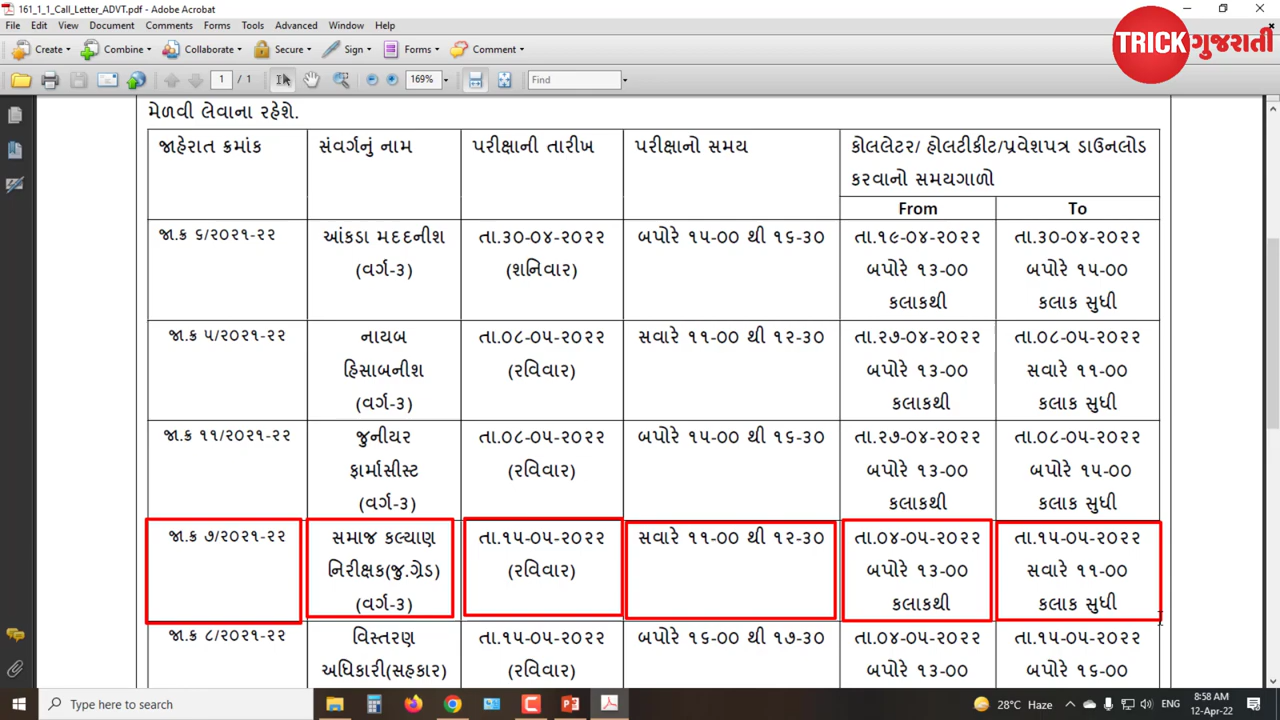 161_1_1_Call_Letter_ADVT.pdf - Adobe Acrobat
File Edit View Document Comments Forms Tools Advanced Window Help
Create Combine Collaborate Secure Sign Forms Comment
1 / 1 169% Find
TRICK ગુજરાતી
મેળવી લેવાના રહેશે.
જાહેરાત ક્રમાંક સંવર્ગનું નામ પરીક્ષાની તારીખ પરીક્ષાનો સમય કોલલેટર/ હોલટીકીટ/પ્રવેશપત્ર ડાઉનલોડ
કરવાનો સમયગાળો
From To
જા.ક્ર ૬/૨૦૨૧-૨૨ આંકડા મદદનીશ તા.૩૦-૦૪-૨૦૨૨ બપોરે ૧૫-૦૦ થી ૧૬-૩૦ તા.૧૯-૦૪-૨૦૨૨ તા.૩૦-૦૪-૨૦૨૨
(વર્ગ-૩) (શનિવાર) બપોરે ૧૩-૦૦ બપોરે ૧૫-૦૦
કલાકથી કલાક સુધી
જા.ક્ર ૫/૨૦૨૧-૨૨ નાયબ તા.૦૮-૦૫-૨૦૨૨ સવારે ૧૧-૦૦ થી ૧૨-૩૦ તા.૨૭-૦૪-૨૦૨૨ તા.૦૮-૦૫-૨૦૨૨
હિસાબનીશ (રવિવાર) બપોરે ૧૩-૦૦ સવારે ૧૧-૦૦
(વર્ગ-૩) કલાકથી કલાક સુધી
જા.ક્ર ૧૧/૨૦૨૧-૨૨ જુનીયર તા.૦૮-૦૫-૨૦૨૨ બપોરે ૧૫-૦૦ થી ૧૬-૩૦ તા.૨૭-૦૪-૨૦૨૨ તા.૦૮-૦૫-૨૦૨૨
ફાર્માસીસ્ટ (રવિવાર) બપોરે ૧૩-૦૦ બપોરે ૧૫-૦૦
(વર્ગ-૩) કલાકથી કલાક સુધી
જા.ક્ર ૭/૨૦૨૧-૨૨ સમાજ કલ્યાણ તા.૧૫-૦૫-૨૦૨૨ સવારે ૧૧-૦૦ થી ૧૨-૩૦ તા.૦૪-૦૫-૨૦૨૨ તા.૧૫-૦૫-૨૦૨૨
નિરીક્ષક(જુ.ગ્રેડ) (રવિવાર) બપોરે ૧૩-૦૦ સવારે ૧૧-૦૦
(વર્ગ-૩) કલાકથી કલાક સુધી
જા.ક્ર ૮/૨૦૨૧-૨૨ વિસ્તરણ તા.૧૫-૦૫-૨૦૨૨ બપોરે ૧૬-૦૦ થી ૧૭-૩૦ તા.૦૪-૦૫-૨૦૨૨ તા.૧૫-૦૫-૨૦૨૨
અધિકારી(સહકાર) (રવિવાર) બપોરે ૧૩-૦૦ બપોરે ૧૬-૦૦
Type here to search 28°C Haze ENG 8:58 AM
12-Apr-22